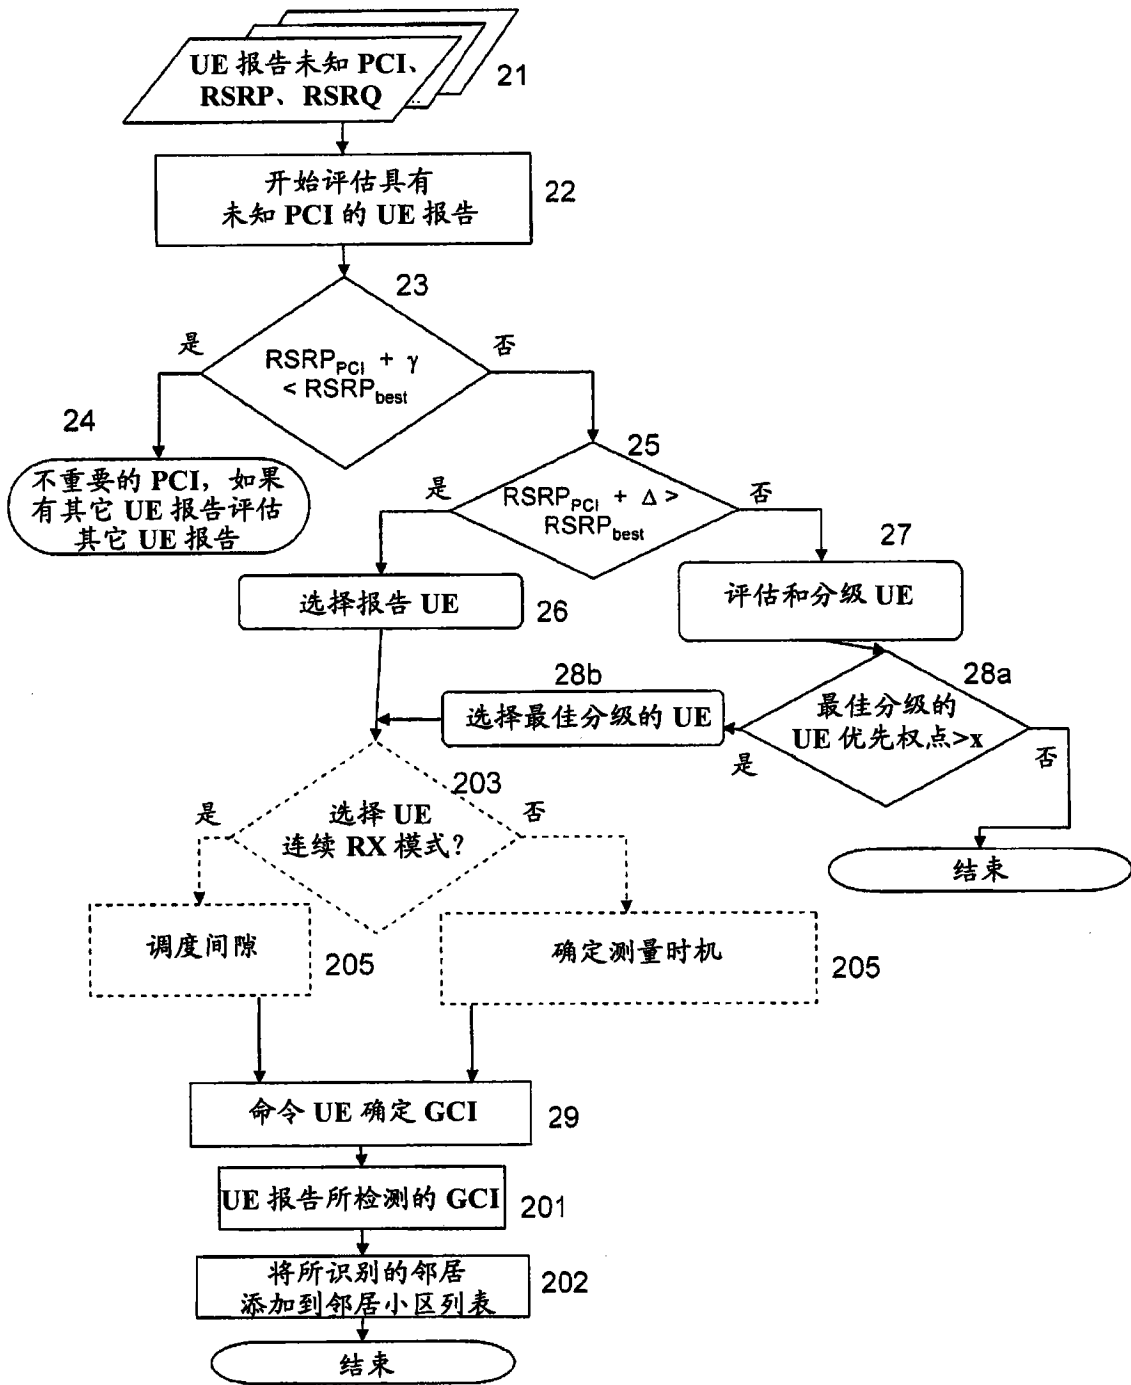 UE 报告未知 PCI、
RSRP、RSRQ
21
开始评估具有
未知 PCI 的 UE 报告
22
23
是
否
RSRP_PCI + γ
< RSRP_best
24
不重要的 PCI，如果
有其它 UE 报告评估
其它 UE 报告
25
是
否
RSRP_PCI + Δ >
RSRP_best
选择报告 UE
26
27
评估和分级 UE
28b
选择最佳分级的 UE
28a
最佳分级的
UE 优先权点>x
是
否
结束
203
是
否
选择 UE
连续 RX 模式?
调度间隙
205
确定测量时机
205
命令 UE 确定 GCI
29
UE 报告所检测的 GCI
201
将所识别的邻居
添加到邻居小区列表
202
结束